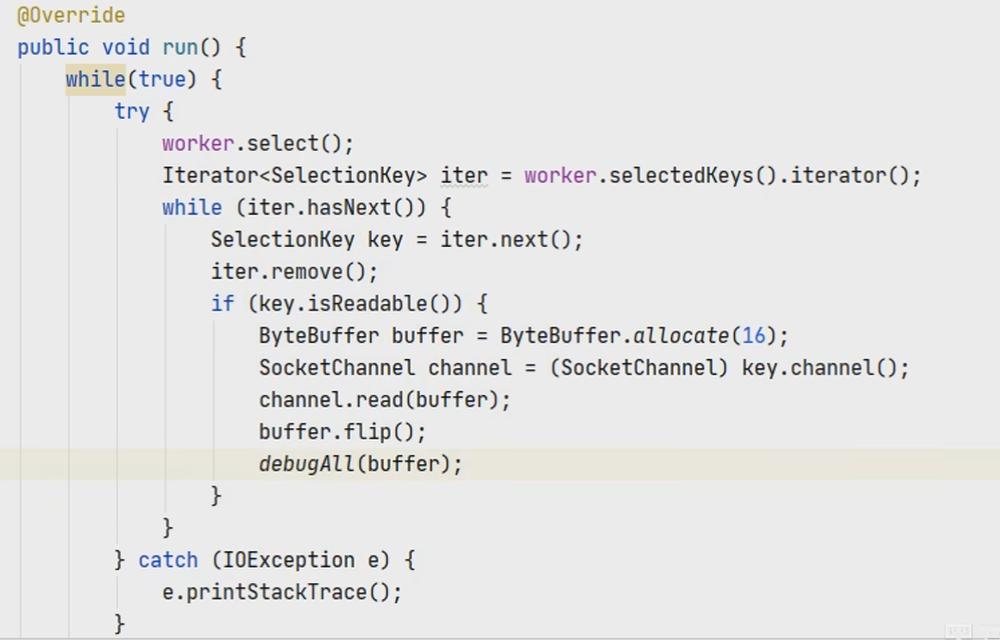 @Override
public void run() {
    while(true) {
        try {
            worker.select();
            Iterator<SelectionKey> iter = worker.selectedKeys().iterator();
            while (iter.hasNext()) {
                SelectionKey key = iter.next();
                iter.remove();
                if (key.isReadable()) {
                    ByteBuffer buffer = ByteBuffer.allocate(16);
                    SocketChannel channel = (SocketChannel) key.channel();
                    channel.read(buffer);
                    buffer.flip();
                    debugAll(buffer);
                }
            }
        } catch (IOException e) {
            e.printStackTrace();
        }